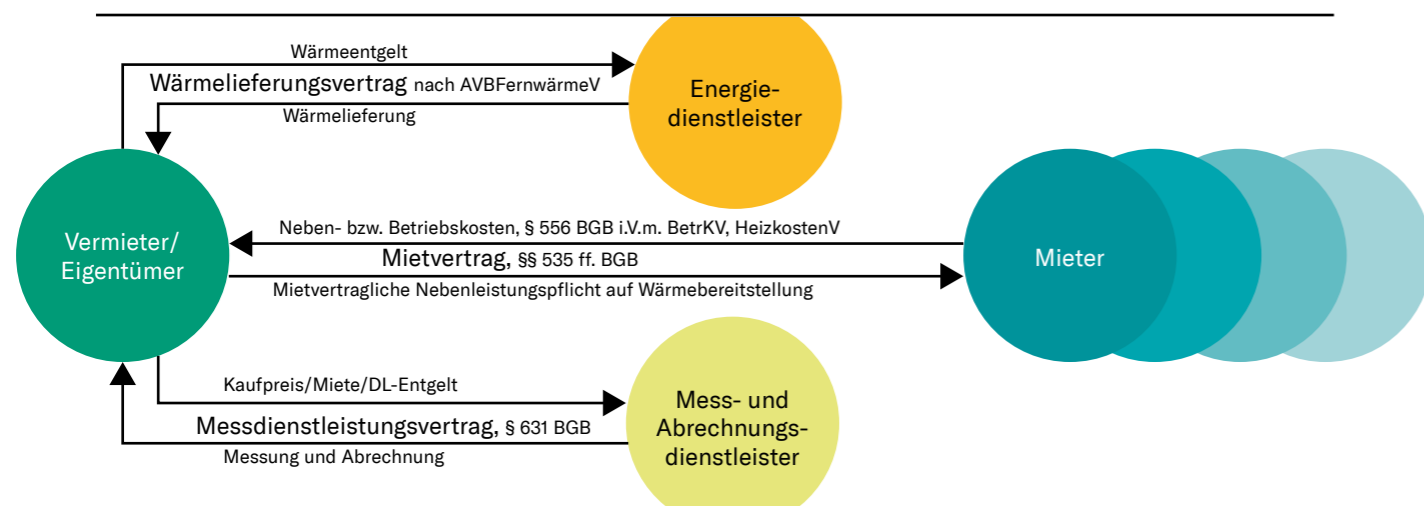 Wärmeentgelt
Wärmelieferungsvertrag nach AVBFernwärmeV
Wärmelieferung
Energie-
dienstleister
Vermieter/
Eigentümer
Neben- bzw. Betriebskosten, § 556 BGB i.V.m. BetrKV, HeizkostenV
Mietvertrag, §§ 535 ff. BGB
Mietvertragliche Nebenleistungspflicht auf Wärmebereitstellung
Mieter
Kaufpreis/Miete/DL-Entgelt
Messdienstleistungsvertrag, § 631 BGB
Messung und Abrechnung
Mess- und
Abrechnungs-
dienstleister